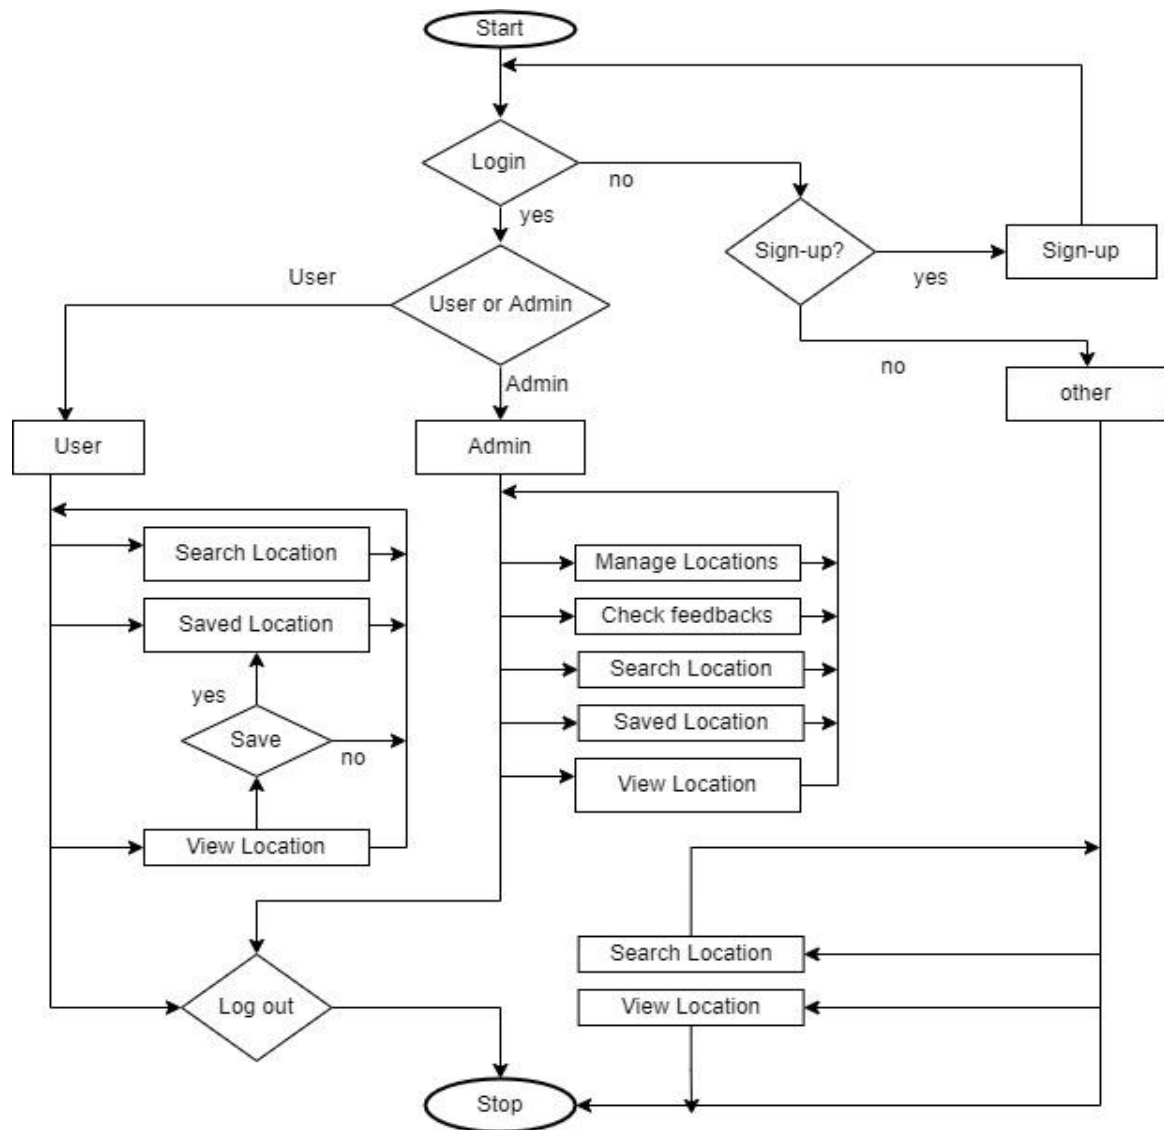 Start
Login
no
yes
Sign-up?
yes
Sign-up
User
User or Admin
no
Admin
other
User
Admin
Search Location
Saved Location
yes
Save
no
View Location
Manage Locations
Check feedbacks
Search Location
Saved Location
View Location
Search Location
View Location
Log out
Stop